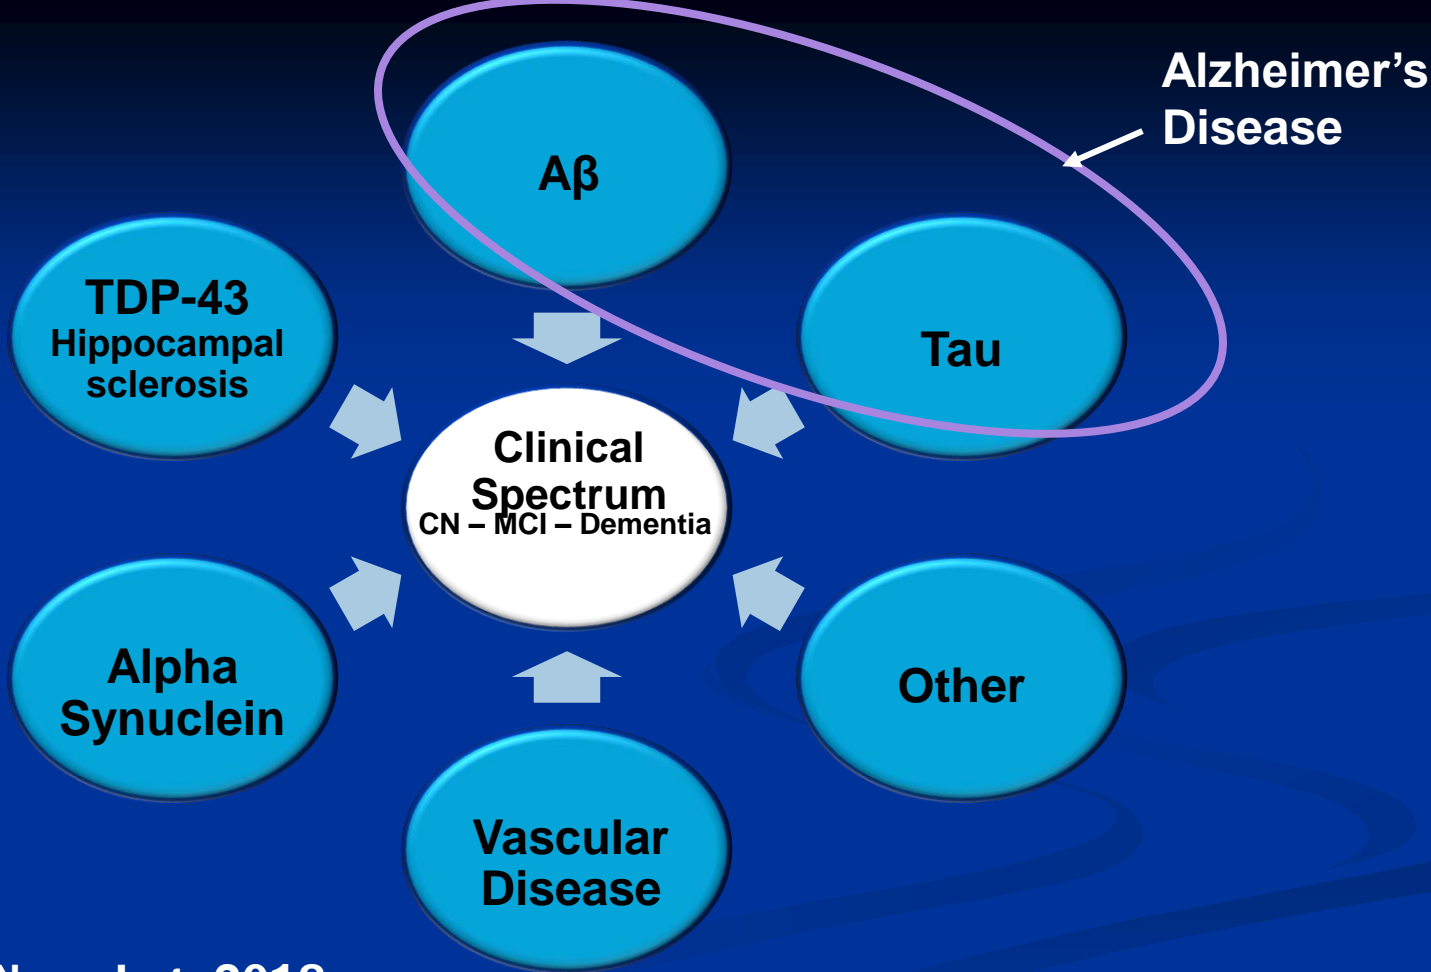 Alzheimer's
Disease
Aβ
TDP-43
Hippocampal
sclerosis
Tau
Clinical
Spectrum
CN – MCI – Dementia
Alpha
Synuclein
Other
Vascular
Disease